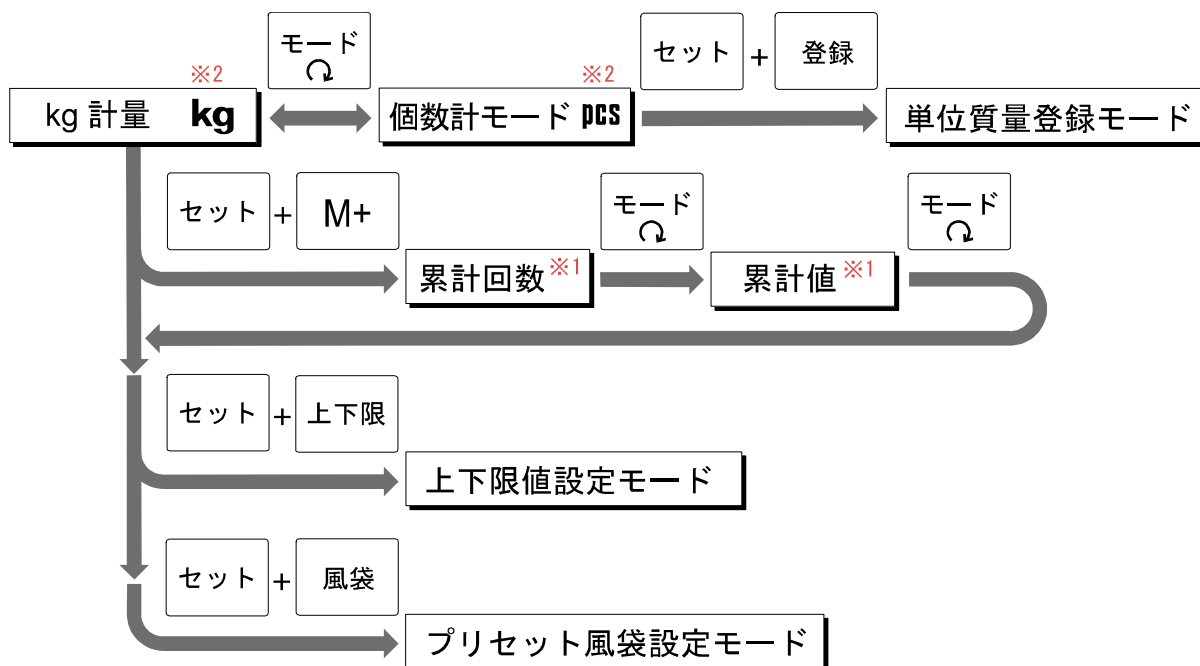 モード
セット + 登録
※2
※2
kg 計量 kg
個数計モード pcs
単位質量登録モード
セット + M+
モード
モード
累計回数※1
累計値※1
セット + 上下限
上下限値設定モード
セット + 風袋
プリセット風袋設定モード